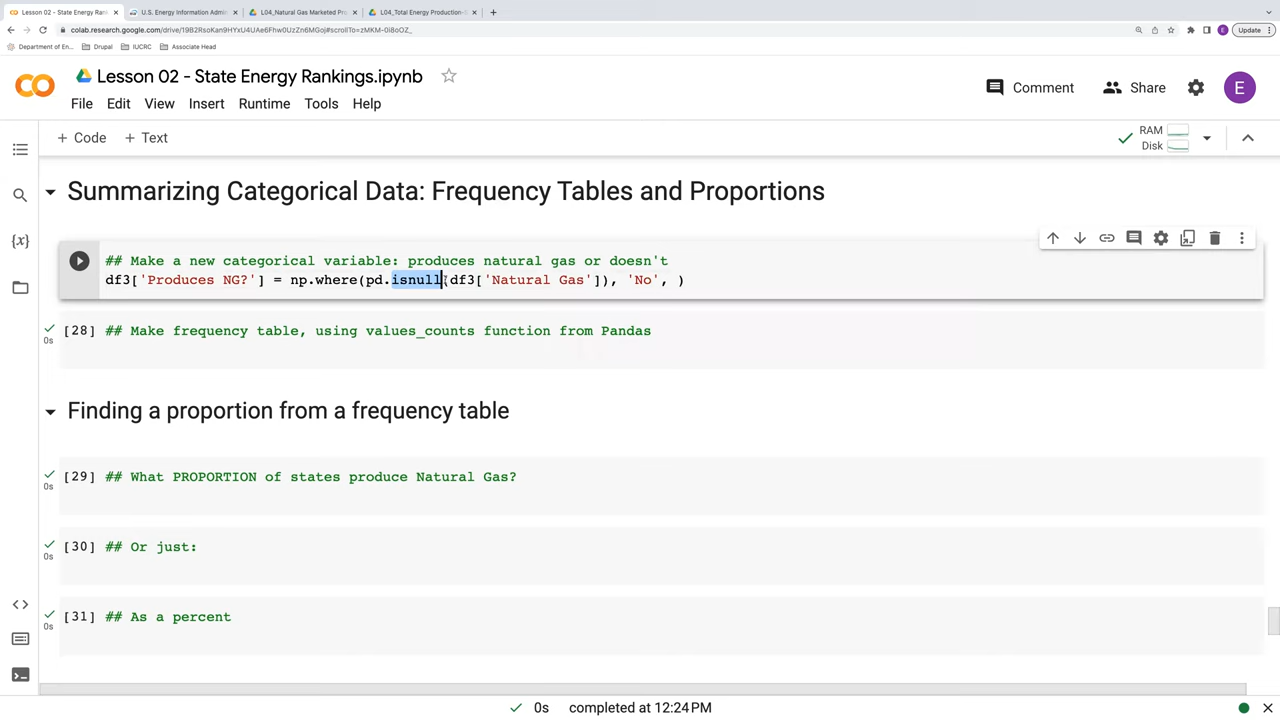 Lesson 02 - State Energy Rank
U.S. Energy Information Admi
L04_Natural Gas Marketed Pro
L04_Total Energy Production-S
colab.research.google.com/drive/19B2RsoKan9HYxU4UAe6Fhw0UzZn6MGoj#scrollTo=zMKM-0i8oOZ_
Update
Department of En...
Drupal
IUCRC
Associate Head
Lesson 02 - State Energy Rankings.ipynb
Comment
Share
E
File Edit View Insert Runtime Tools Help
+ Code + Text
RAM
Disk
Summarizing Categorical Data: Frequency Tables and Proportions
## Make a new categorical variable: produces natural gas or doesn't
df3['Produces NG?'] = np.where(pd.isnull(df3['Natural Gas']), 'No', )
[28] ## Make frequency table, using values_counts function from Pandas
0s
Finding a proportion from a frequency table
[29] ## What PROPORTION of states produce Natural Gas?
0s
[30] ## Or just:
0s
[31] ## As a percent
0s
0s completed at 12:24 PM